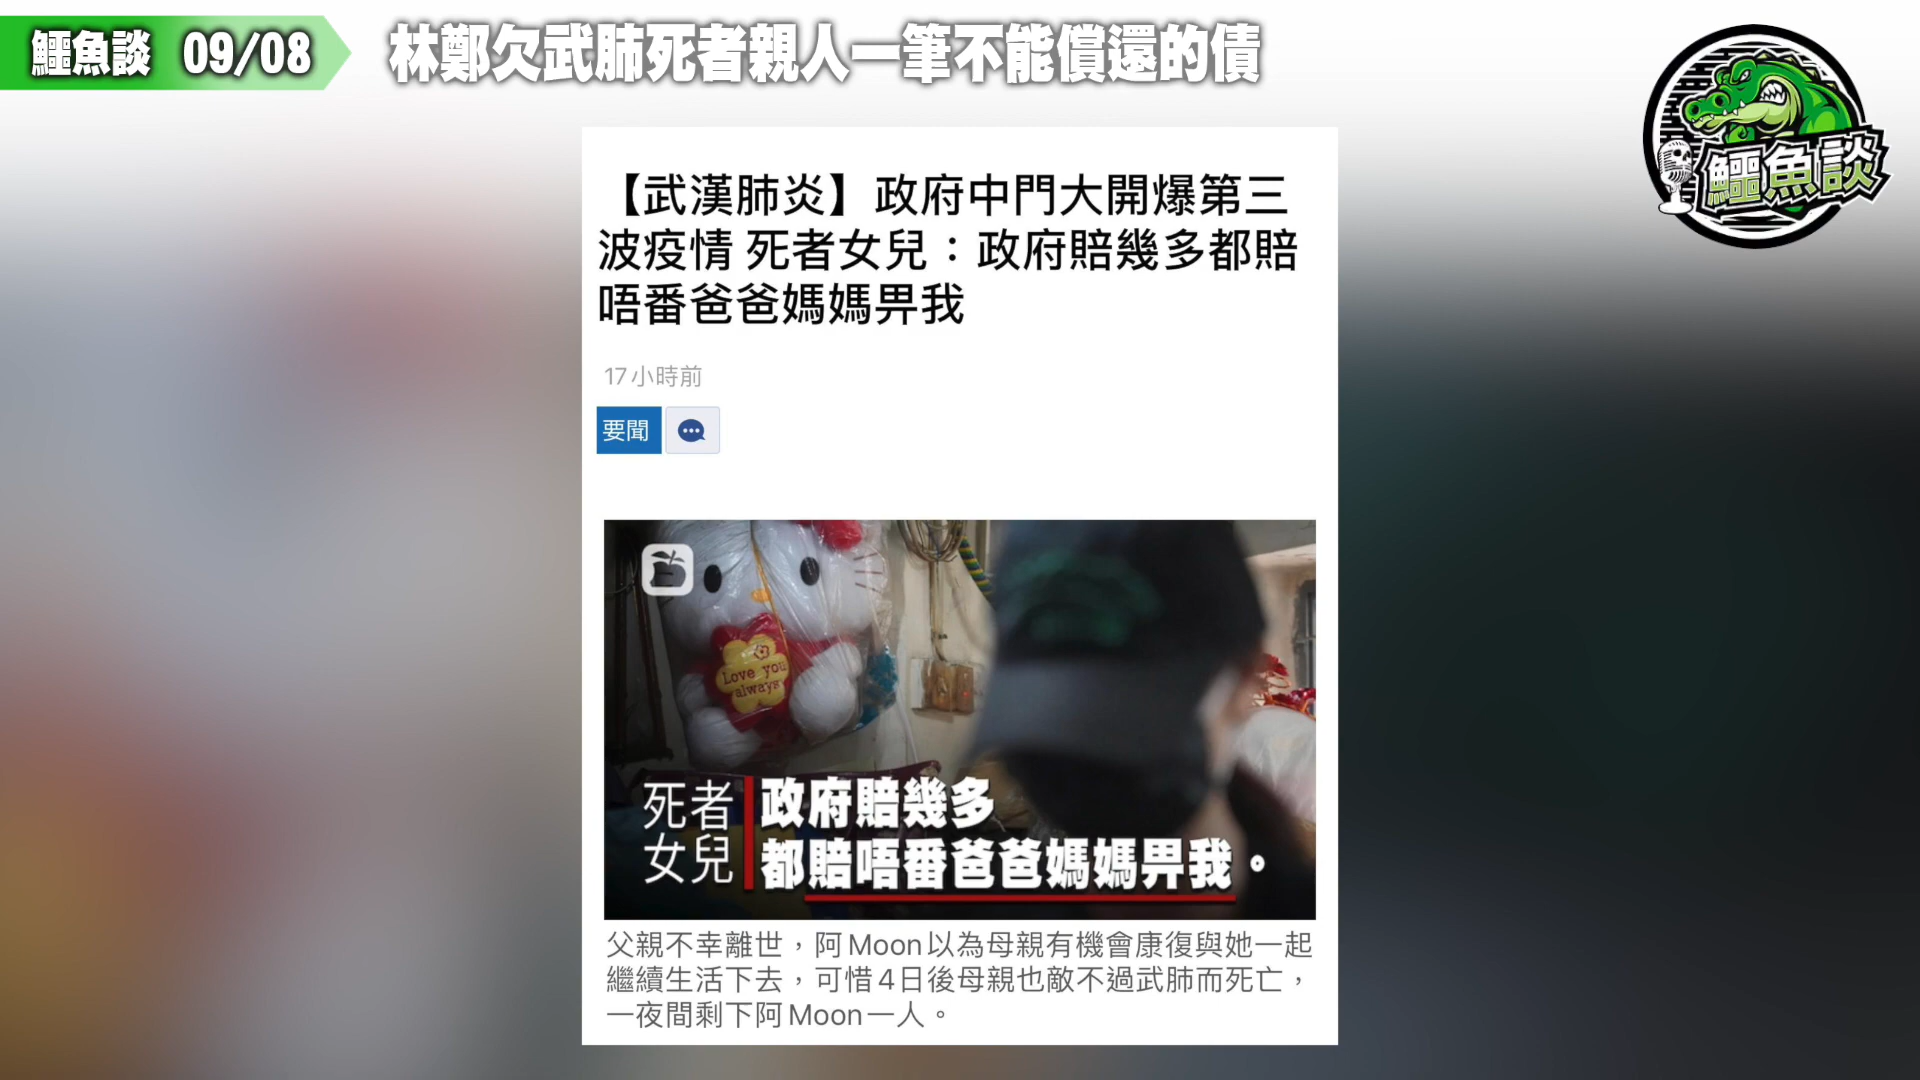 鱷魚談 09/08
林鄭欠武肺死者親人一筆不能償還的債
鱷魚談
【武漢肺炎】政府中門大開爆第三
波疫情 死者女兒：政府賠幾多都賠
唔番爸爸媽媽畀我
17小時前
要聞
Love you
always
死者
女兒
政府賠幾多
都賠唔番爸爸媽媽畀我。
父親不幸離世，阿Moon以為母親有機會康復與她一起
繼續生活下去，可惜4日後母親也敵不過武肺而死亡，
一夜間剩下阿Moon一人。